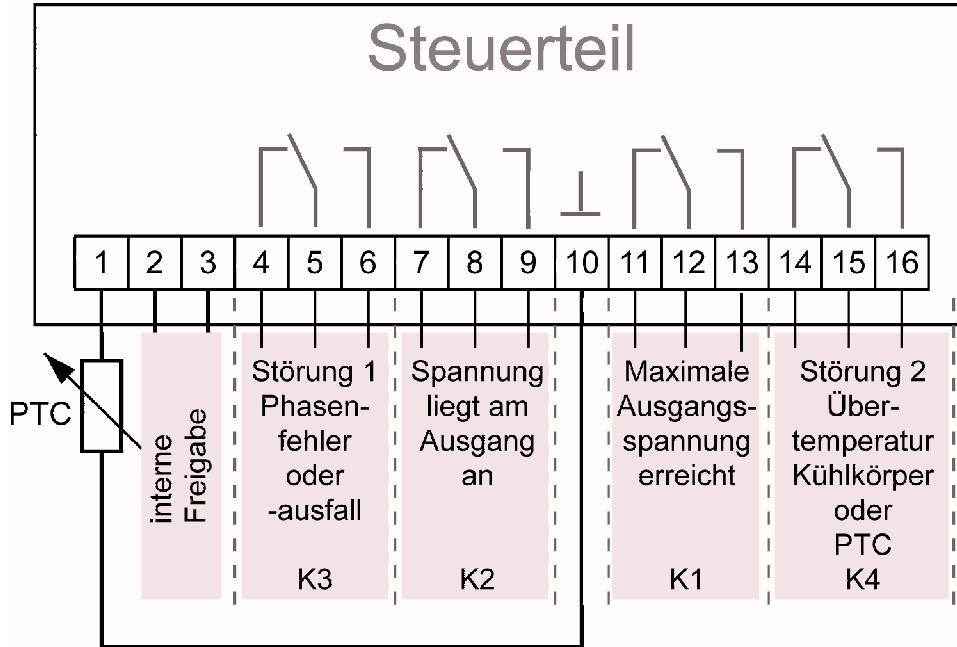 Steuerteil
1 2 3 4 5 6 7 8 9 10 11 12 13 14 15 16
PTC
interne
Freigabe
Störung 1
Phasen-
fehler
oder
-ausfall
K3
Spannung
liegt am
Ausgang
an
K2
Maximale
Ausgangs-
spannung
erreicht
K1
Störung 2
Über-
temperatur
Kühlkörper
oder
PTC
K4